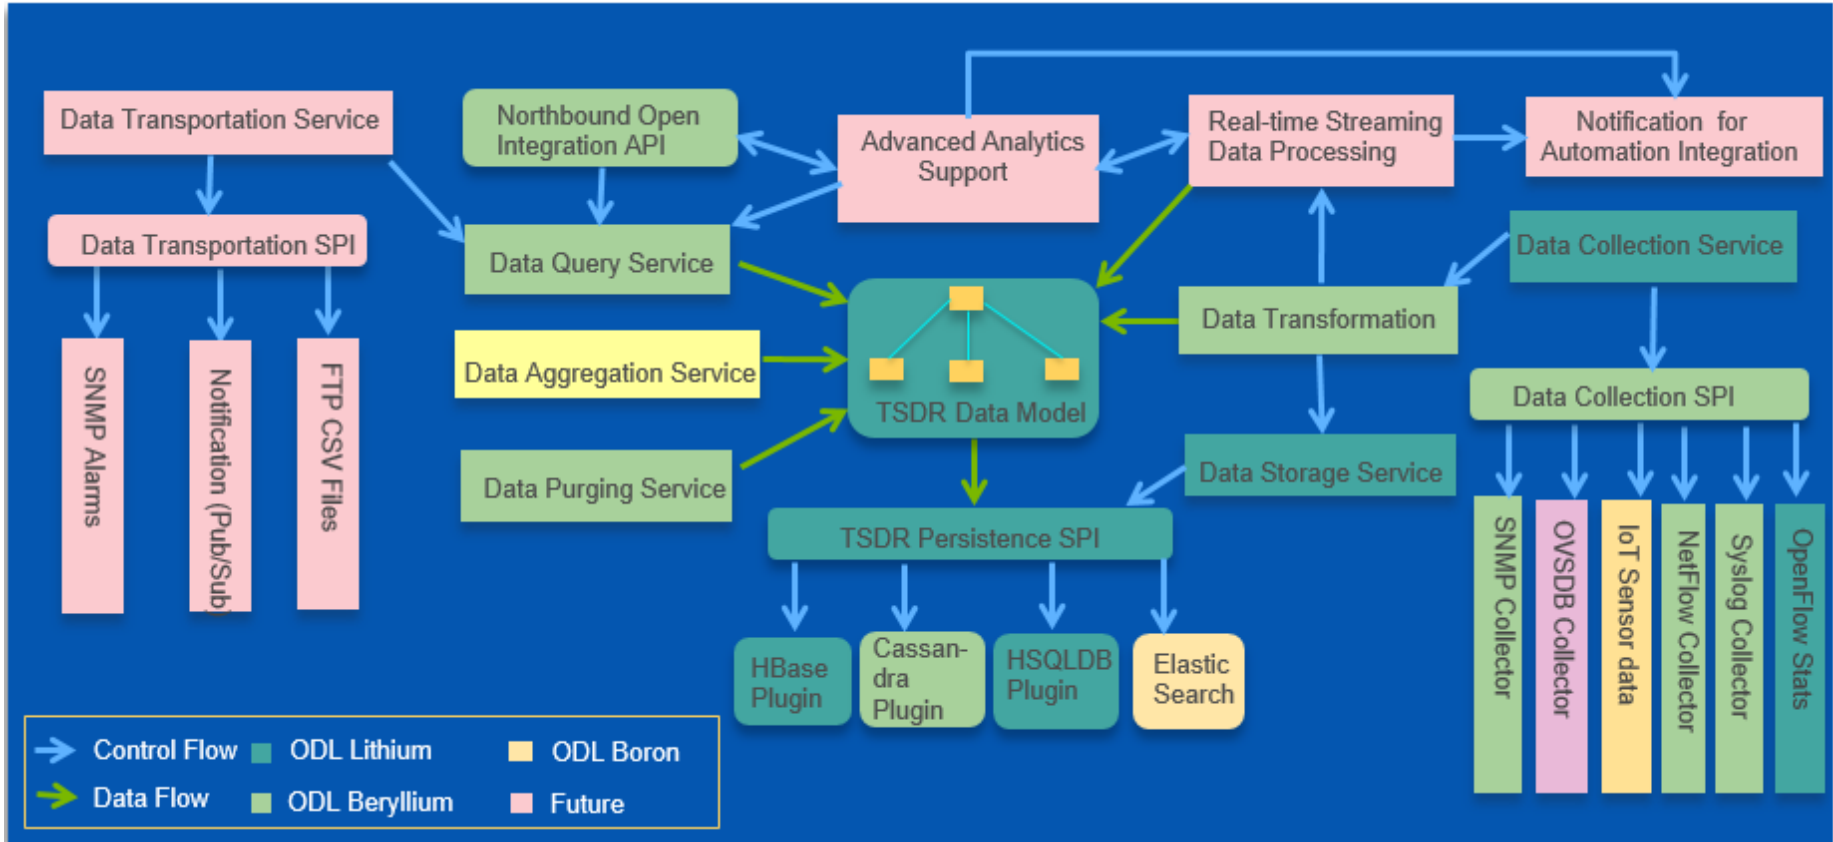 Data Transportation Service
Northbound Open
Integration API
Advanced Analytics
Support
Real-time Streaming
Data Processing
Notification for
Automation Integration
Data Transportation SPI
Data Query Service
Data Collection Service
Data Transformation
Data Aggregation Service
TSDR Data Model
Data Collection SPI
Data Purging Service
Data Storage Service
TSDR Persistence SPI
SNMP Alarms
Notification (Pub/Sub)
FTP CSV Files
SNMP Collector
OVSDB Collector
IoT Sensor data
NetFlow Collector
Syslog Collector
OpenFlow Stats
HBase
Plugin
Cassan-
dra
Plugin
HSQLDB
Plugin
Elastic
Search
Control Flow
ODL Lithium
ODL Boron
Data Flow
ODL Beryllium
Future